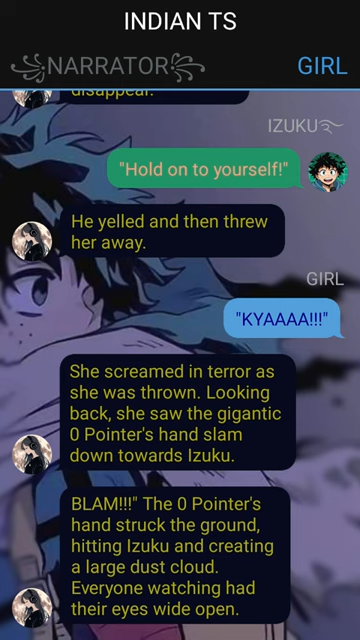 INDIAN TS
꧁NARRATOR꧂
GIRL
disappear.
IZUKU
"Hold on to yourself!"
He yelled and then threw
her away.
GIRL
"KYAAAA!!!"
She screamed in terror as
she was thrown. Looking
back, she saw the gigantic
0 Pointer's hand slam
down towards Izuku.
BLAM!!!" The 0 Pointer's
hand struck the ground,
hitting Izuku and creating
a large dust cloud.
Everyone watching had
their eyes wide open.